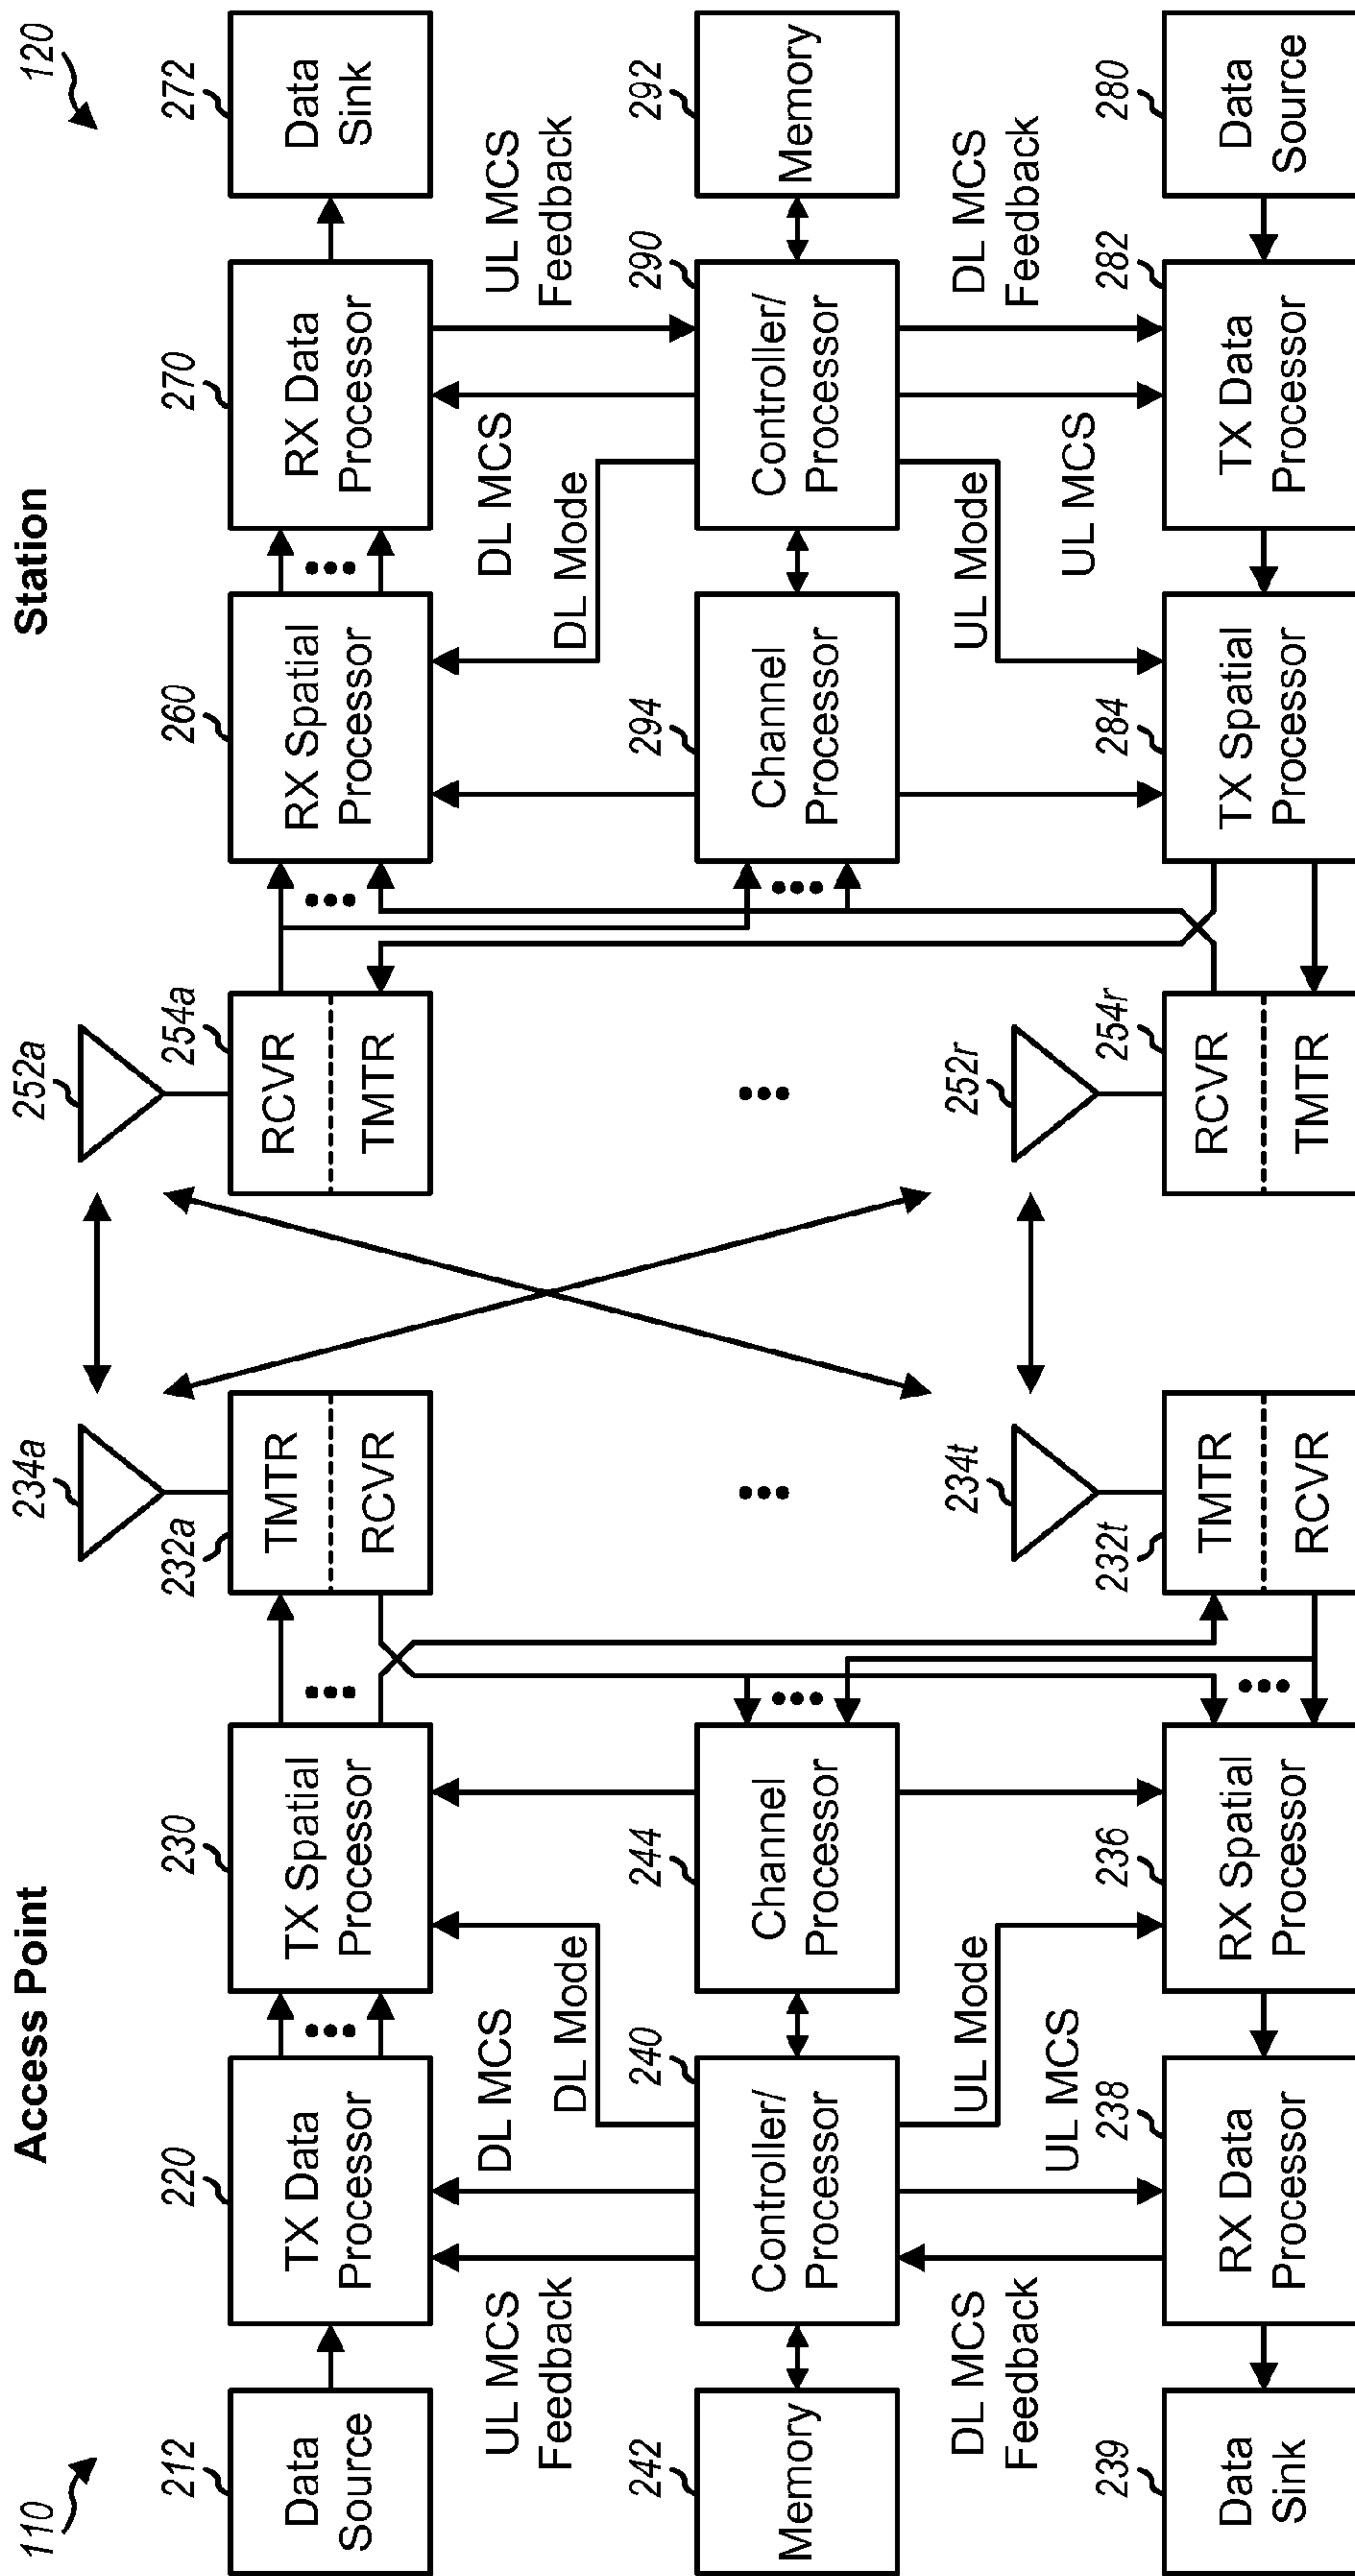 Access Point
Station
110
120
234a
252a
212
220
230
232a
254a
260
270
272
Data
Source
TX Data
Processor
TX Spatial
Processor
TMTR
RCVR
RCVR
TMTR
RX Spatial
Processor
RX Data
Processor
Data
Sink
UL MCS
Feedback
DL MCS
DL Mode
DL MCS
DL Mode
UL MCS
Feedback
242
240
244
294
290
292
Memory
Controller/
Processor
Channel
Processor
Channel
Processor
Controller/
Processor
Memory
DL MCS
Feedback
UL Mode
UL MCS
234t
252r
UL Mode
UL MCS
DL MCS
Feedback
239
238
236
232t
254r
284
282
280
Data
Sink
RX Data
Processor
RX Spatial
Processor
TMTR
RCVR
RCVR
TMTR
TX Spatial
Processor
TX Data
Processor
Data
Source